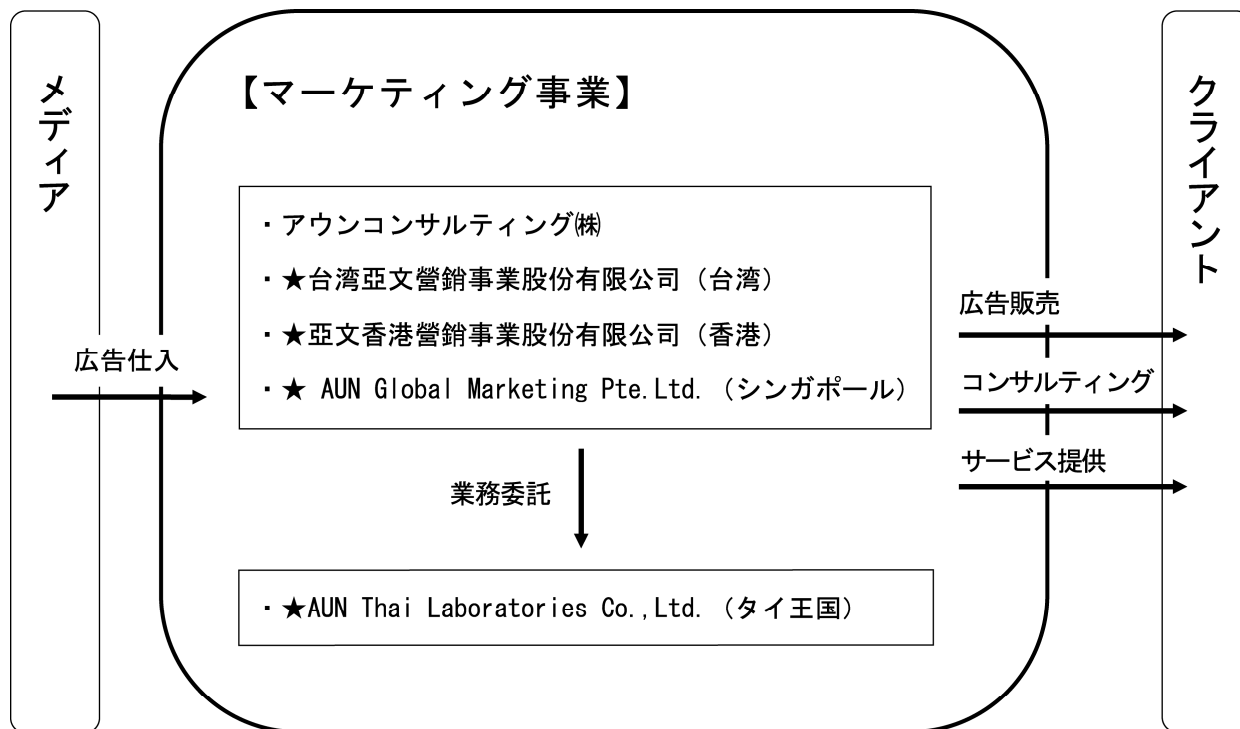 メディア
【マーケティング事業】
クライアント
・アウンコンサルティング㈱
・★台湾亞文營銷事業股份有限公司（台湾）
・★亞文香港營銷事業股份有限公司（香港）
・★ AUN Global Marketing Pte.Ltd.（シンガポール）
広告仕入
広告販売
コンサルティング
サービス提供
業務委託
・★AUN Thai Laboratories Co.,Ltd.（タイ王国）